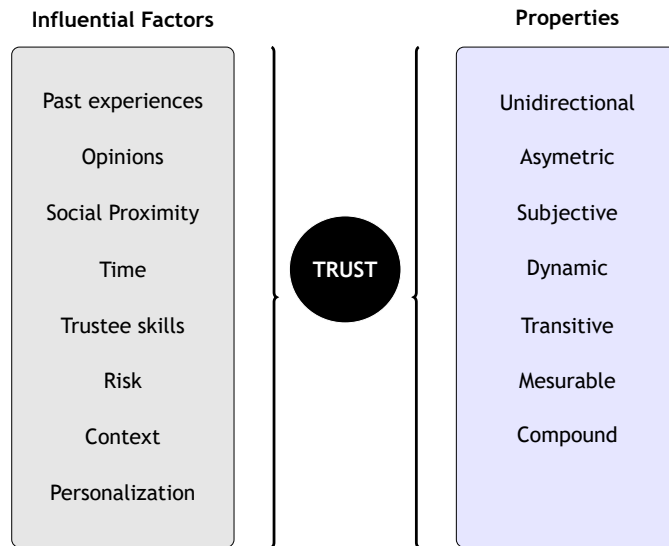 Influential Factors
Past experiences
Opinions
Social Proximity
Time
Trustee skills
Risk
Context
Personalization
TRUST
Properties
Unidirectional
Asymetric
Subjective
Dynamic
Transitive
Mesurable
Compound